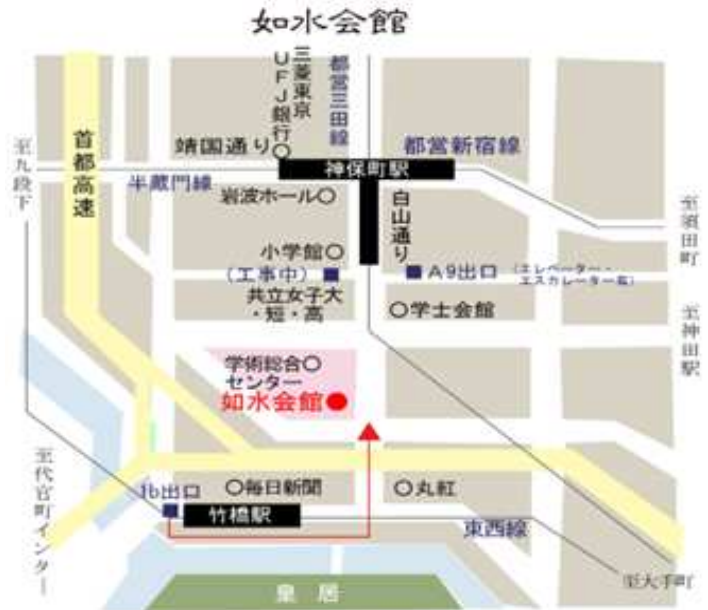 如水会館
三菱東京
UFJ銀行
都営三田線
首都高速
靖国通り
都営新宿線
至九段下
半蔵門線
神保町駅
岩波ホール
白山通り
至須田町
小学館
(工事中)
A9出口
(エレベーター・
エスカレーター有)
共立女子大
・短・高
学士会館
至神田駅
学術総合
センター
如水会館
至代官町インター
1b出口
毎日新聞
丸紅
竹橋駅
東西線
至大手町
皇居